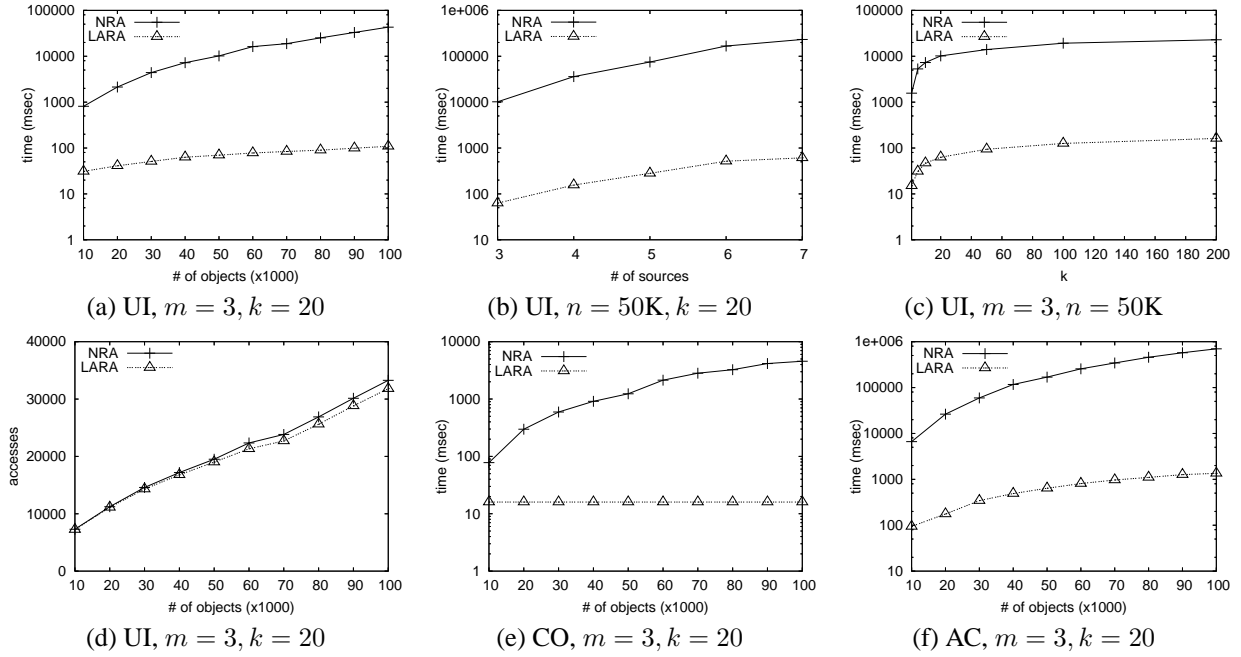 100000
10000
1000
100
10
1
time (msec)
NRA
LARA
10 20 30 40 50 60 70 80 90 100
# of objects (x1000)
(a) UI, m = 3, k = 20
1e+006
100000
10000
1000
100
10
time (msec)
NRA
LARA
3 4 5 6 7
# of sources
(b) UI, n = 50K, k = 20
100000
10000
1000
100
10
1
time (msec)
NRA
LARA
20 40 60 80 100 120 140 160 180 200
k
(c) UI, m = 3, n = 50K
40000
30000
20000
10000
0
accesses
NRA
LARA
10 20 30 40 50 60 70 80 90 100
# of objects (x1000)
(d) UI, m = 3, k = 20
10000
1000
100
10
1
time (msec)
NRA
LARA
10 20 30 40 50 60 70 80 90 100
# of objects (x1000)
(e) CO, m = 3, k = 20
1e+006
100000
10000
1000
100
10
time (msec)
NRA
LARA
10 20 30 40 50 60 70 80 90 100
# of objects (x1000)
(f) AC, m = 3, k = 20